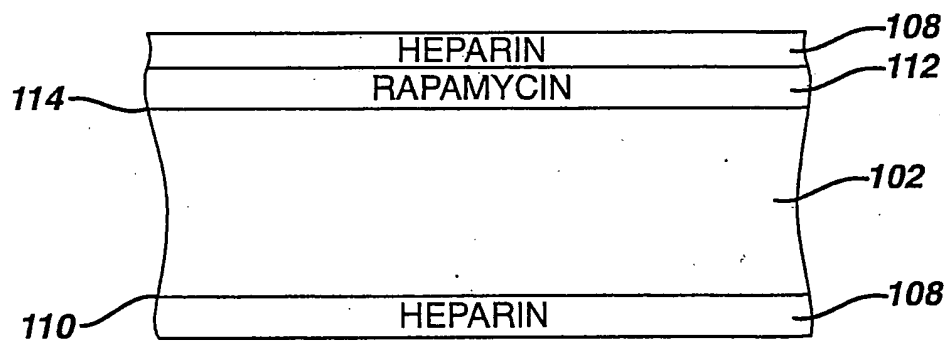 HEPARIN 108
RAPAMYCIN 112
114
102
110 HEPARIN 108